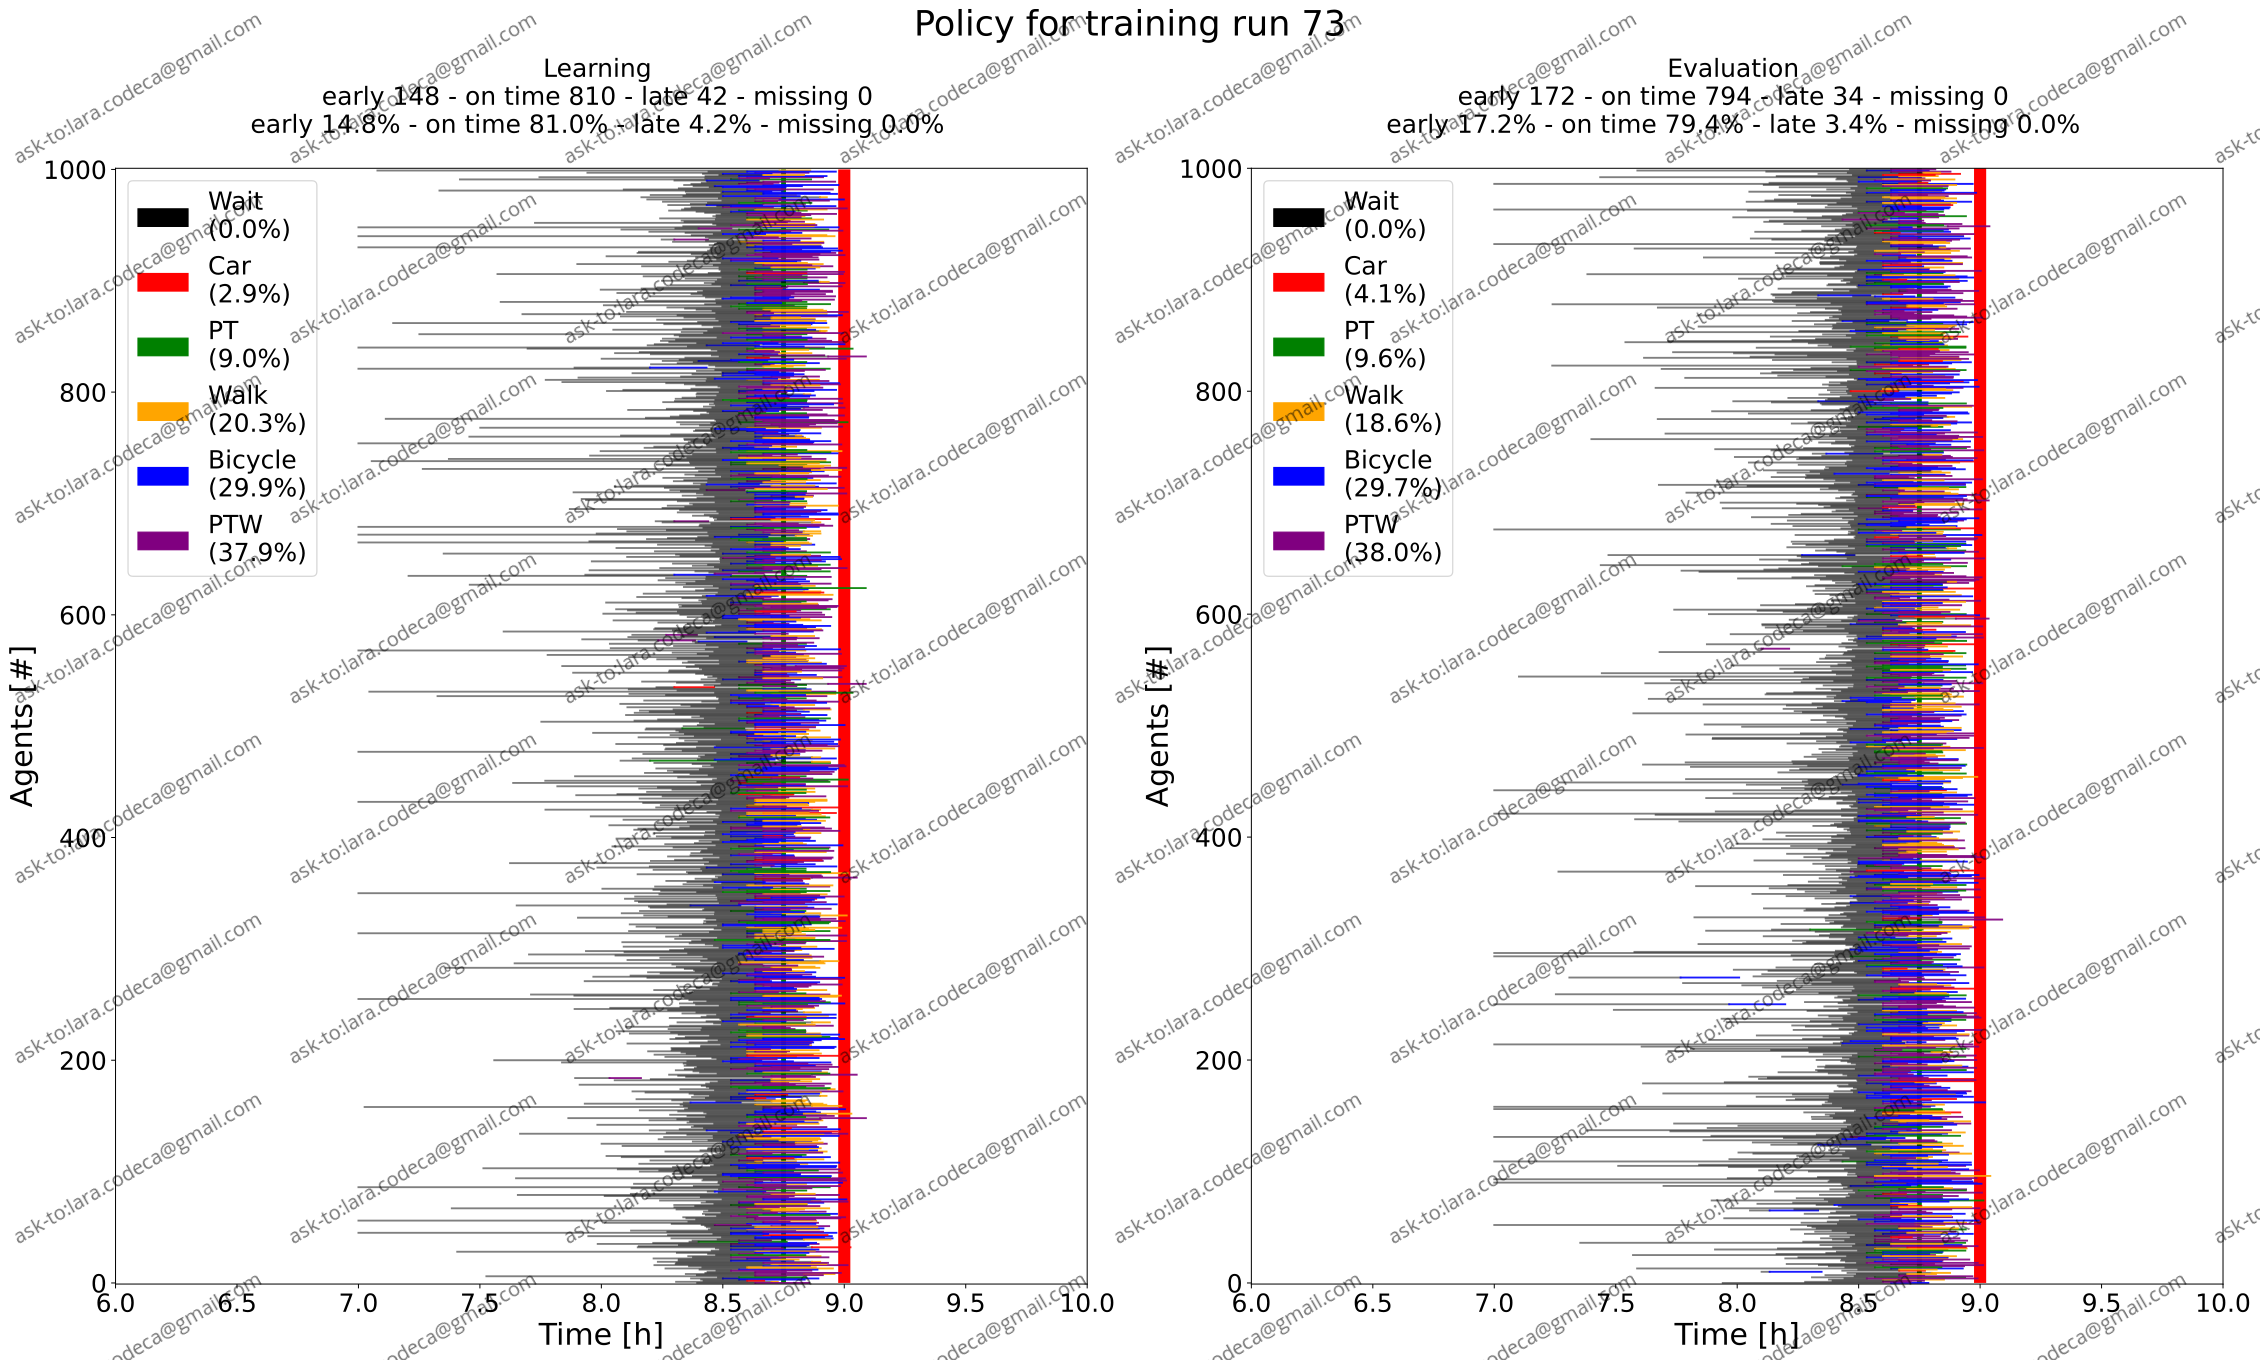 Policy for training run 73
Learning
early 148 - on time 810 - late 42 - missing 0
early 14.8% - on time 81.0% - late 4.2% - missing 0.0%
1000
800
600
400
200
0
Agents [#]
Wait
(0.0%)
Car
(2.9%)
PT
(9.0%)
Walk
(20.3%)
Bicycle
(29.9%)
PTW
(37.9%)
6.0 6.5 7.0 7.5 8.0 8.5 9.0 9.5 10.0
Time [h]
Evaluation
early 172 - on time 794 - late 34 - missing 0
early 17.2% - on time 79.4% - late 3.4% - missing 0.0%
1000
800
600
400
200
0
Agents [#]
Wait
(0.0%)
Car
(4.1%)
PT
(9.6%)
Walk
(18.6%)
Bicycle
(29.7%)
PTW
(38.0%)
6.0 6.5 7.0 7.5 8.0 8.5 9.0 9.5 10.0
Time [h]
ask-to:lara.codeca@gmail.com